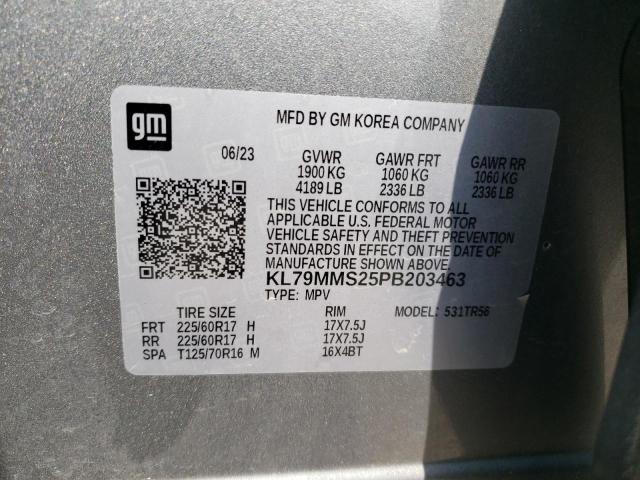 gm
MFD BY GM KOREA COMPANY
06/23 GVWR GAWR FRT GAWR RR
1900 KG 1060 KG 1060 KG
4189 LB 2336 LB 2336 LB
THIS VEHICLE CONFORMS TO ALL
APPLICABLE U.S. FEDERAL MOTOR
VEHICLE SAFETY AND THEFT PREVENTION
STANDARDS IN EFFECT ON THE DATE OF
MANUFACTURE SHOWN ABOVE.
KL79MMS25PB203463
TYPE: MPV
TIRE SIZE RIM MODEL: 531TR56
FRT 225/60R17 H 17X7.5J
RR 225/60R17 H 17X7.5J
SPA T125/70R16 M 16X4BT